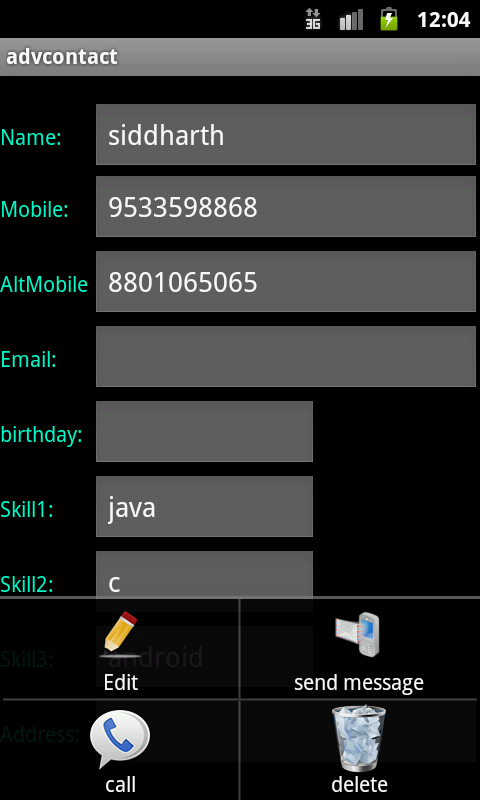 3G 12:04
advcontact
Name: siddharth
Mobile: 9533598868
AltMobile 8801065065
Email:
birthday:
Skill1: java
Skill2: c
Skill3: android
Address:
Edit send message
call delete